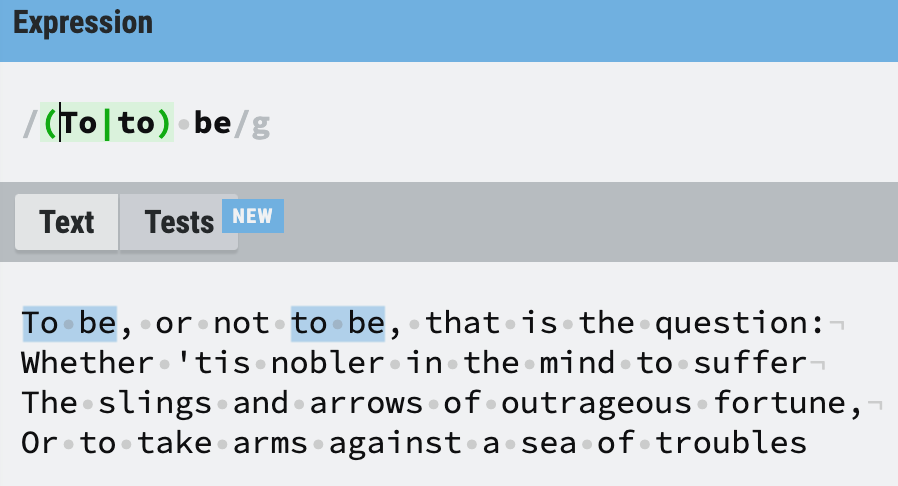 Expression
/(To|to)·be/g
Text Tests NEW
To·be,·or·not·to·be,·that·is·the·question:¬
Whether·'tis·nobler·in·the·mind·to·suffer¬
The·slings·and·arrows·of·outrageous·fortune,¬
Or·to·take·arms·against·a·sea·of·troubles